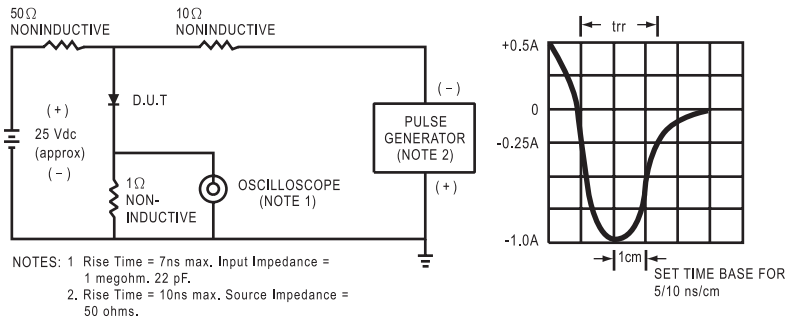 50Ω
NONINDUCTIVE
10Ω
NONINDUCTIVE
D.U.T
(+)
25 Vdc
(approx)
(−)
1Ω
NON-
INDUCTIVE
OSCILLOSCOPE
(NOTE 1)
(−)
PULSE
GENERATOR
(NOTE 2)
(+)
NOTES: 1 Rise Time = 7ns max. Input Impedance =
1 megohm. 22 pF.
2. Rise Time = 10ns max. Source Impedance =
50 ohms.
trr
+0.5A
0
-0.25A
-1.0A
1cm
SET TIME BASE FOR
5/10 ns/cm